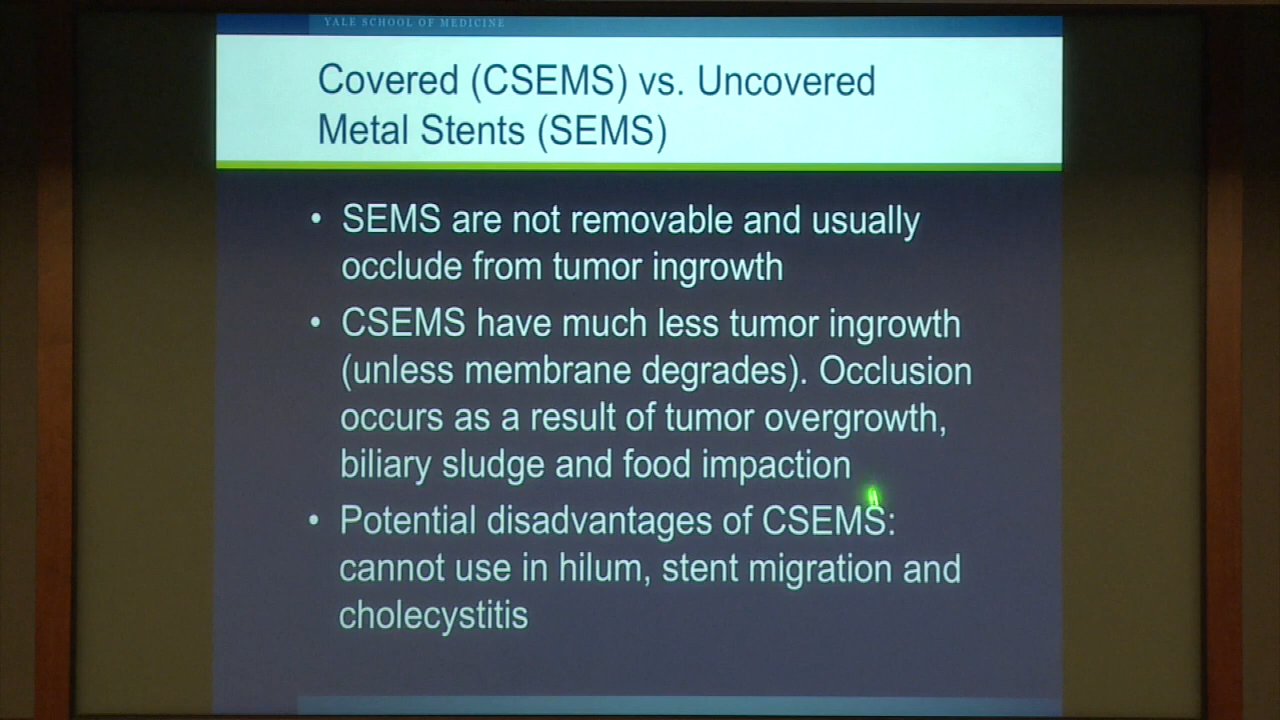 YALE SCHOOL OF MEDICINE
Covered (CSEMS) vs. Uncovered
Metal Stents (SEMS)
• SEMS are not removable and usually
occlude from tumor ingrowth
• CSEMS have much less tumor ingrowth
(unless membrane degrades). Occlusion
occurs as a result of tumor overgrowth,
biliary sludge and food impaction
• Potential disadvantages of CSEMS:
cannot use in hilum, stent migration and
cholecystitis